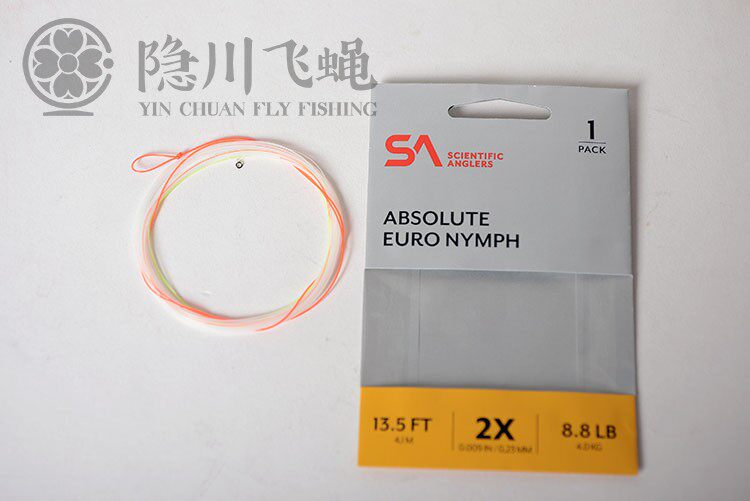 隐川飞蝇
YIN CHUAN FLY FISHING
1
PACK
SA
SCIENTIFIC
ANGLERS
ABSOLUTE
EURO NYMPH
13.5 FT
4.1 M
2X
0.009 IN / 0.23 MM
8.8 LB
4.0 KG